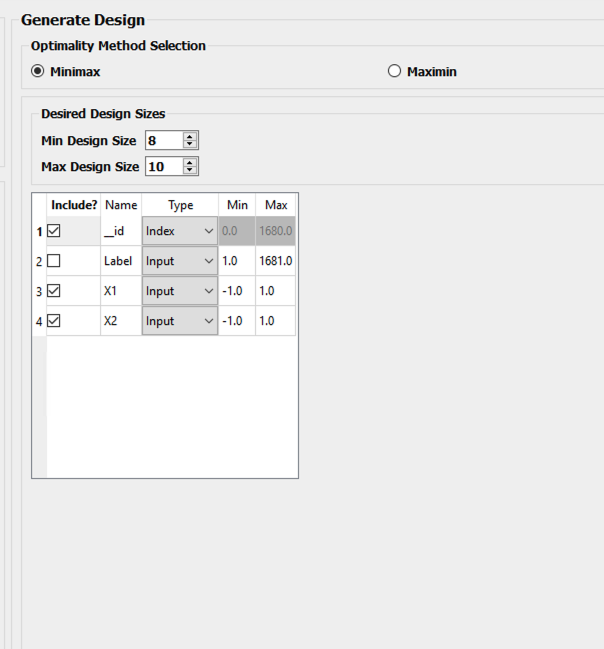 Generate Design
Optimality Method Selection
Minimax Maximin
Desired Design Sizes
Min Design Size 8
Max Design Size 10
Include? Name Type Min Max
1 __id Index 0.0 1680.0
2 Label Input 1.0 1681.0
3 X1 Input -1.0 1.0
4 X2 Input -1.0 1.0